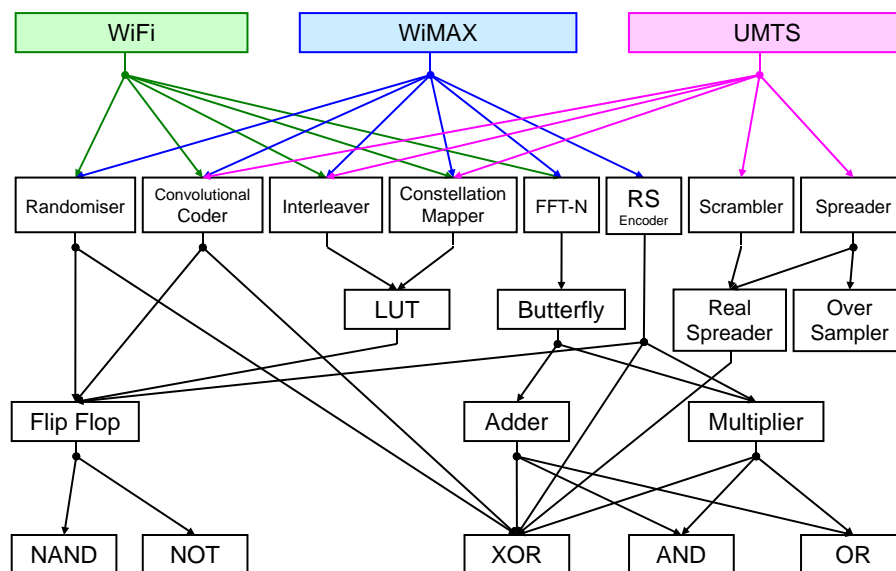 WiFi
WiMAX
UMTS
Randomiser
Convolutional
Coder
Interleaver
Constellation
Mapper
FFT-N
RS
Encoder
Scrambler
Spreader
LUT
Butterfly
Real
Spreader
Over
Sampler
Flip Flop
Adder
Multiplier
NAND
NOT
XOR
AND
OR